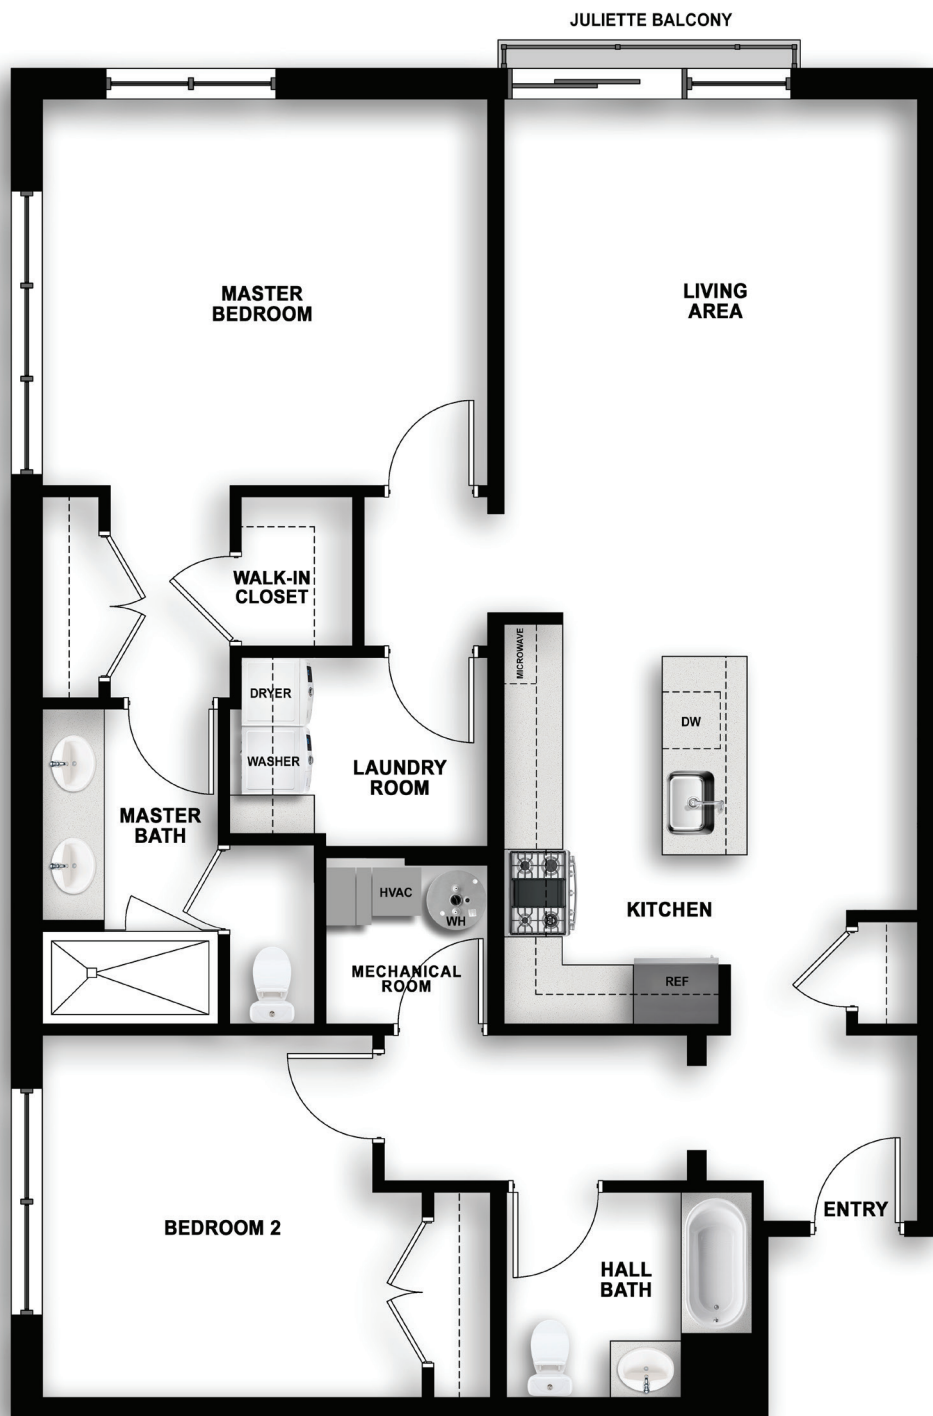 JULIETTE BALCONY
MASTER
BEDROOM
LIVING
AREA
WALK-IN
CLOSET
MICROWAVE
DRYER
DW
WASHER
LAUNDRY
ROOM
MASTER
BATH
HVAC
WH
KITCHEN
MECHANICAL
ROOM
REF
ENTRY
BEDROOM 2
HALL
BATH